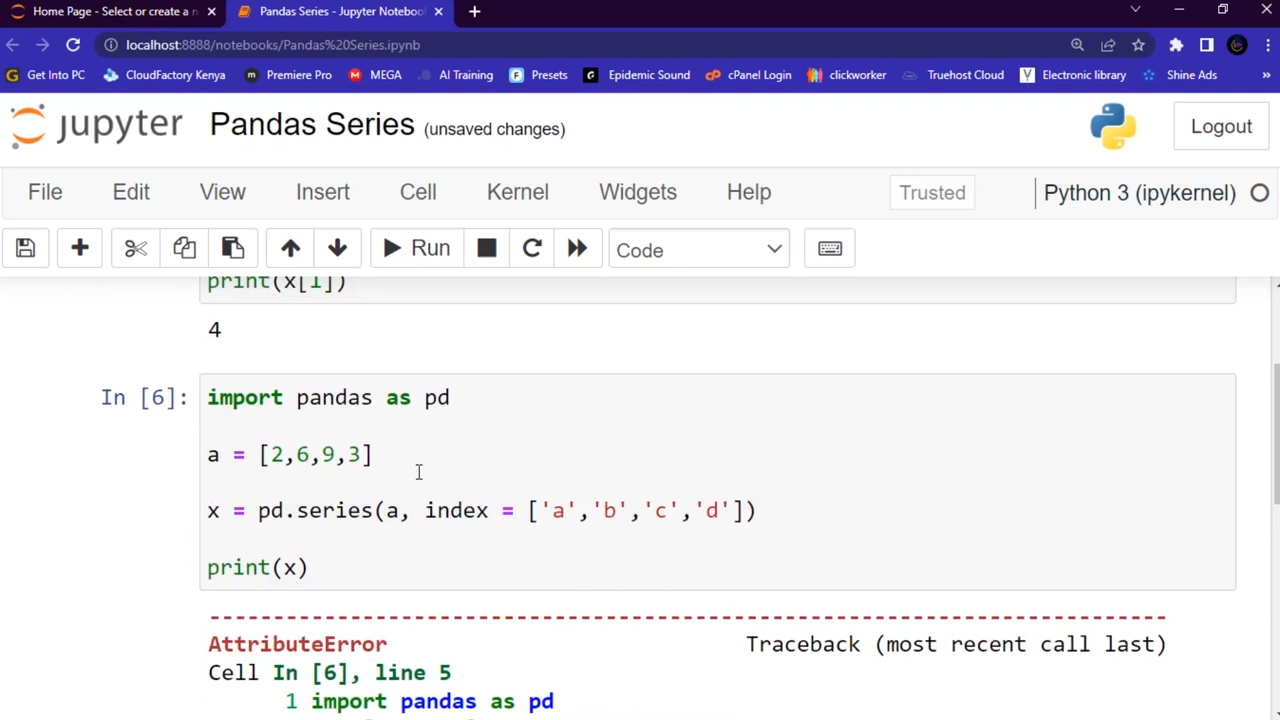 Home Page - Select or create a n
Pandas Series - Jupyter Noteboo
localhost:8888/notebooks/Pandas%20Series.ipynb
Get Into PC CloudFactory Kenya Premiere Pro MEGA AI Training Presets Epidemic Sound cPanel Login clickworker Truehost Cloud Electronic library Shine Ads »
jupyter Pandas Series (unsaved changes) Logout
File Edit View Insert Cell Kernel Widgets Help Trusted Python 3 (ipykernel)
Run Code
print(x[1])
4
In [6]: import pandas as pd
a = [2,6,9,3]
x = pd.series(a, index = ['a','b','c','d'])
print(x)
---------------------------------------------------------------------------
AttributeError Traceback (most recent call last)
Cell In [6], line 5
1 import pandas as pd